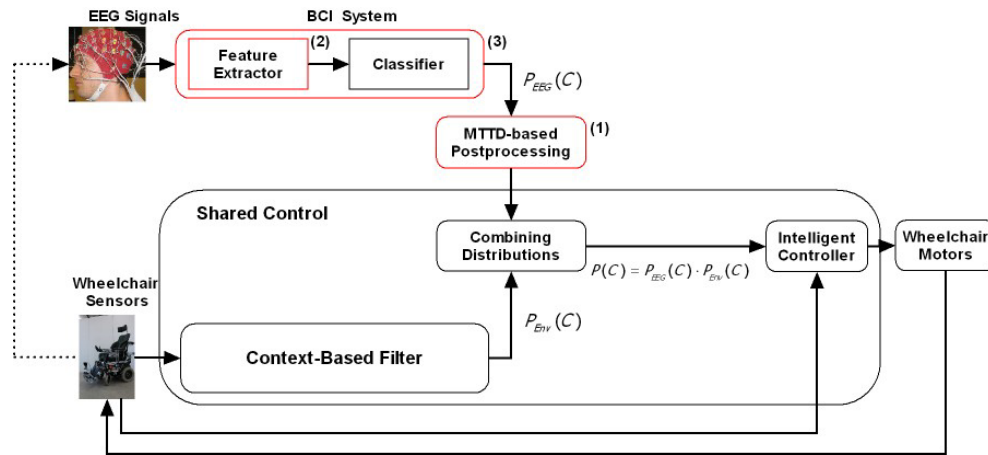 EEG Signals
BCI System
Feature
Extractor
(2)
Classifier
(3)
P_EEG(C)
MTTD-based
Postprocessing
(1)
Shared Control
Combining
Distributions
Intelligent
Controller
Wheelchair
Motors
P(C) = P_EEG(C) · P_Env(C)
Wheelchair
Sensors
P_Env(C)
Context-Based Filter